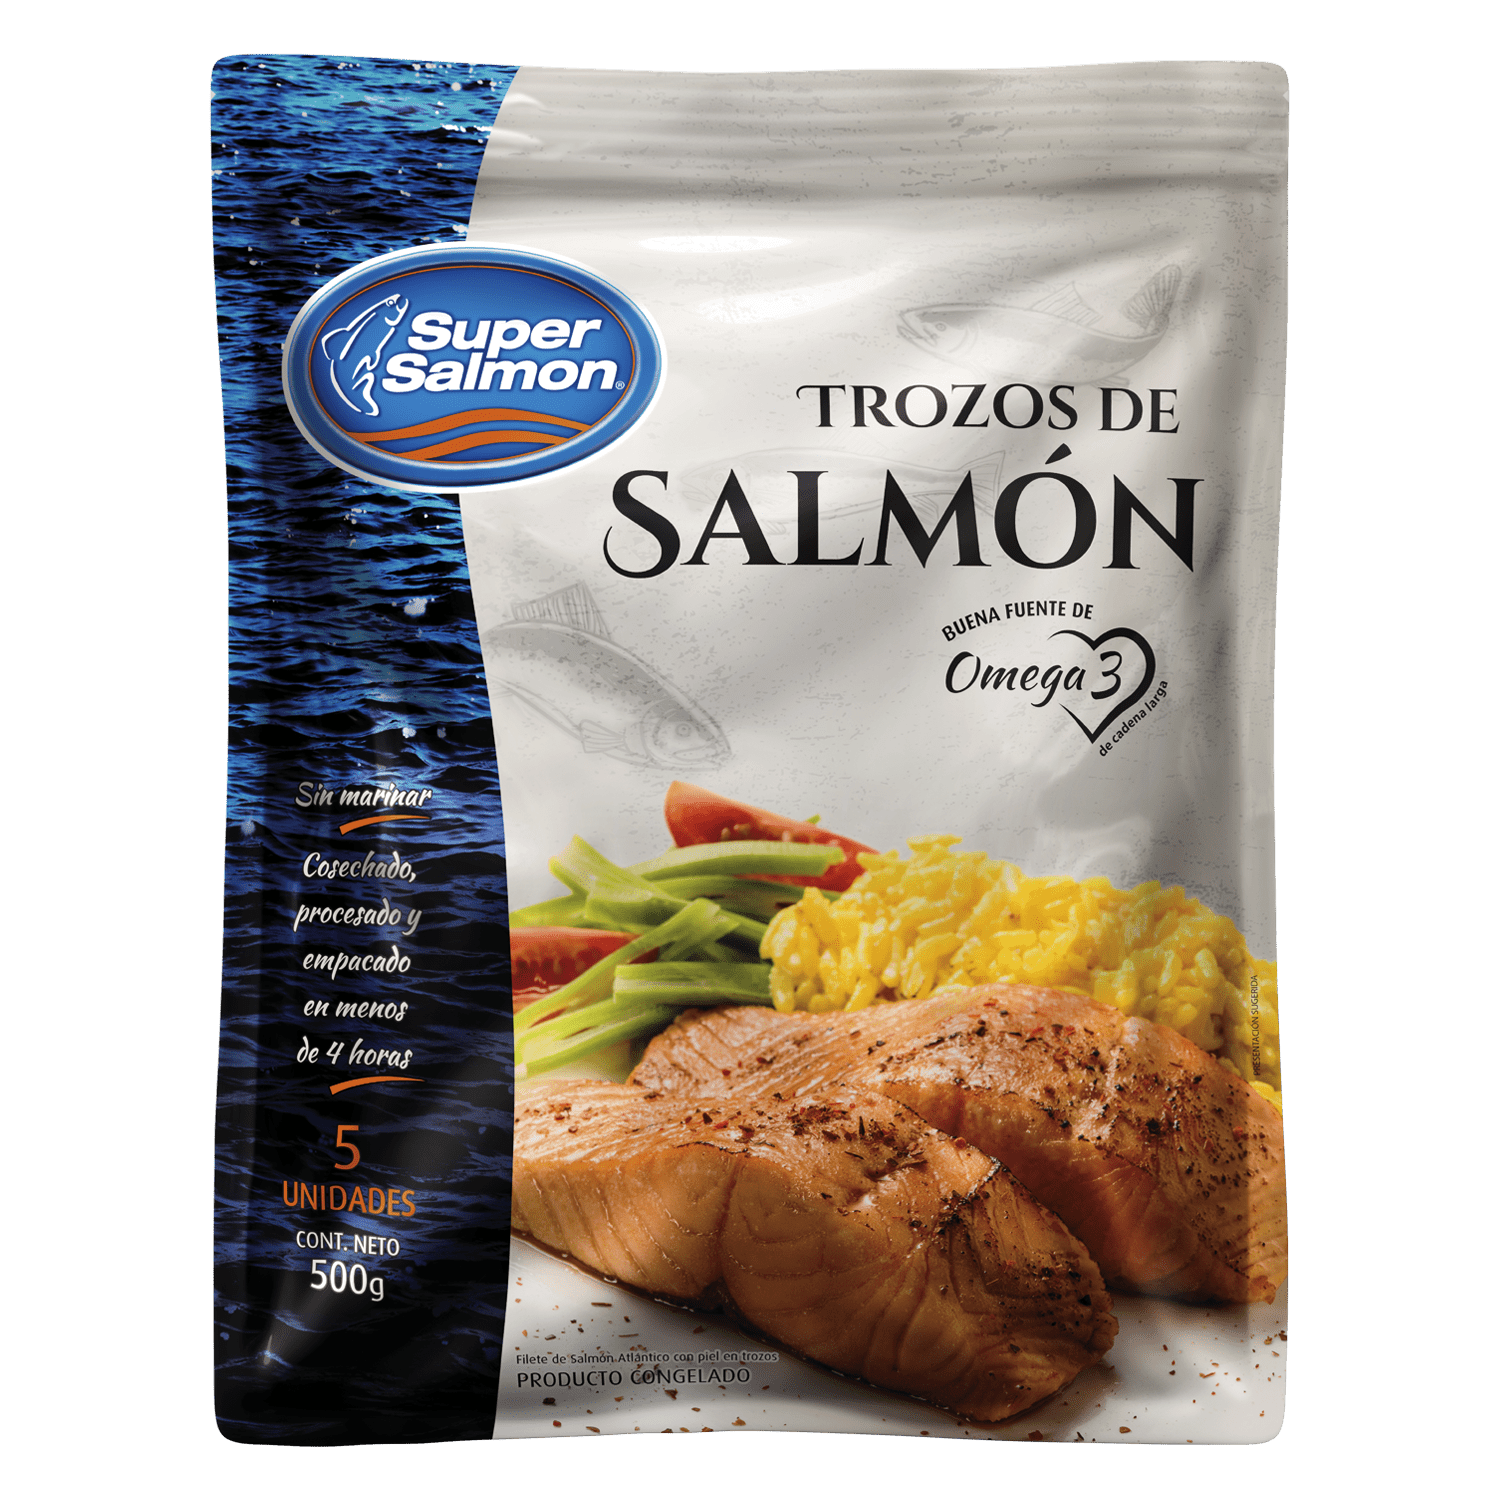 Super
Salmon®
TROZOS DE
SALMÓN
BUENA FUENTE DE
Omega 3
de cadena larga
Sin marinar
Cosechado,
procesado y
empacado
en menos
de 4 horas
5
UNIDADES
CONT. NETO
500g
PRESENTACIÓN SUGERIDA
Filete de Salmón Atlántico con piel en trozos
PRODUCTO CONGELADO